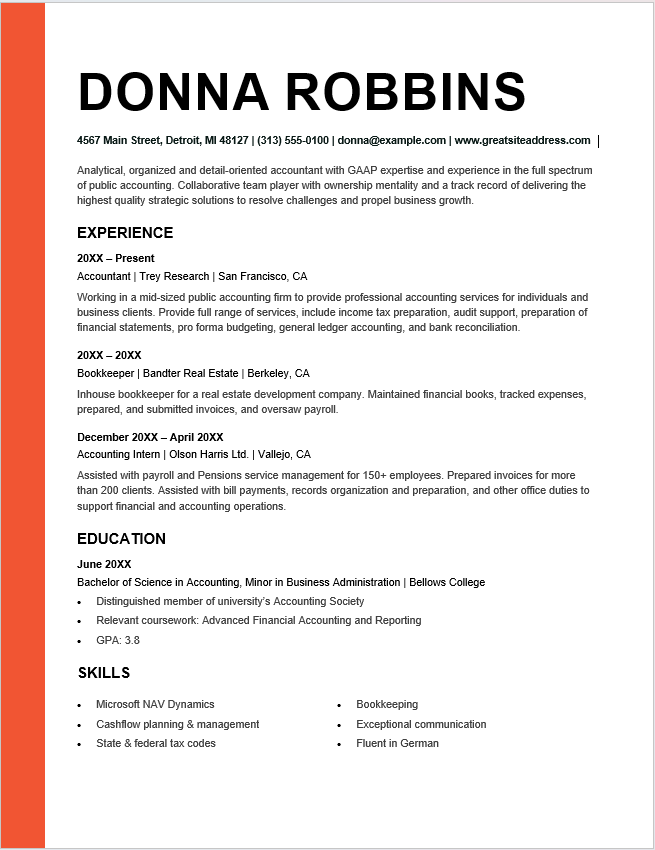 DONNA ROBBINS
4567 Main Street, Detroit, MI 48127 | (313) 555-0100 | donna@example.com | www.greatsiteaddress.com
Analytical, organized and detail-oriented accountant with GAAP expertise and experience in the full spectrum
of public accounting. Collaborative team player with ownership mentality and a track record of delivering the
highest quality strategic solutions to resolve challenges and propel business growth.
EXPERIENCE
20XX – Present
Accountant | Trey Research | San Francisco, CA
Working in a mid-sized public accounting firm to provide professional accounting services for individuals and
business clients. Provide full range of services, include income tax preparation, audit support, preparation of
financial statements, pro forma budgeting, general ledger accounting, and bank reconciliation.
20XX – 20XX
Bookkeeper | Bandter Real Estate | Berkeley, CA
Inhouse bookkeeper for a real estate development company. Maintained financial books, tracked expenses,
prepared, and submitted invoices, and oversaw payroll.
December 20XX – April 20XX
Accounting Intern | Olson Harris Ltd. | Vallejo, CA
Assisted with payroll and Pensions service management for 150+ employees. Prepared invoices for more
than 200 clients. Assisted with bill payments, records organization and preparation, and other office duties to
support financial and accounting operations.
EDUCATION
June 20XX
Bachelor of Science in Accounting, Minor in Business Administration | Bellows College
• Distinguished member of university's Accounting Society
• Relevant coursework: Advanced Financial Accounting and Reporting
• GPA: 3.8
SKILLS
• Microsoft NAV Dynamics
• Cashflow planning & management
• State & federal tax codes
• Bookkeeping
• Exceptional communication
• Fluent in German